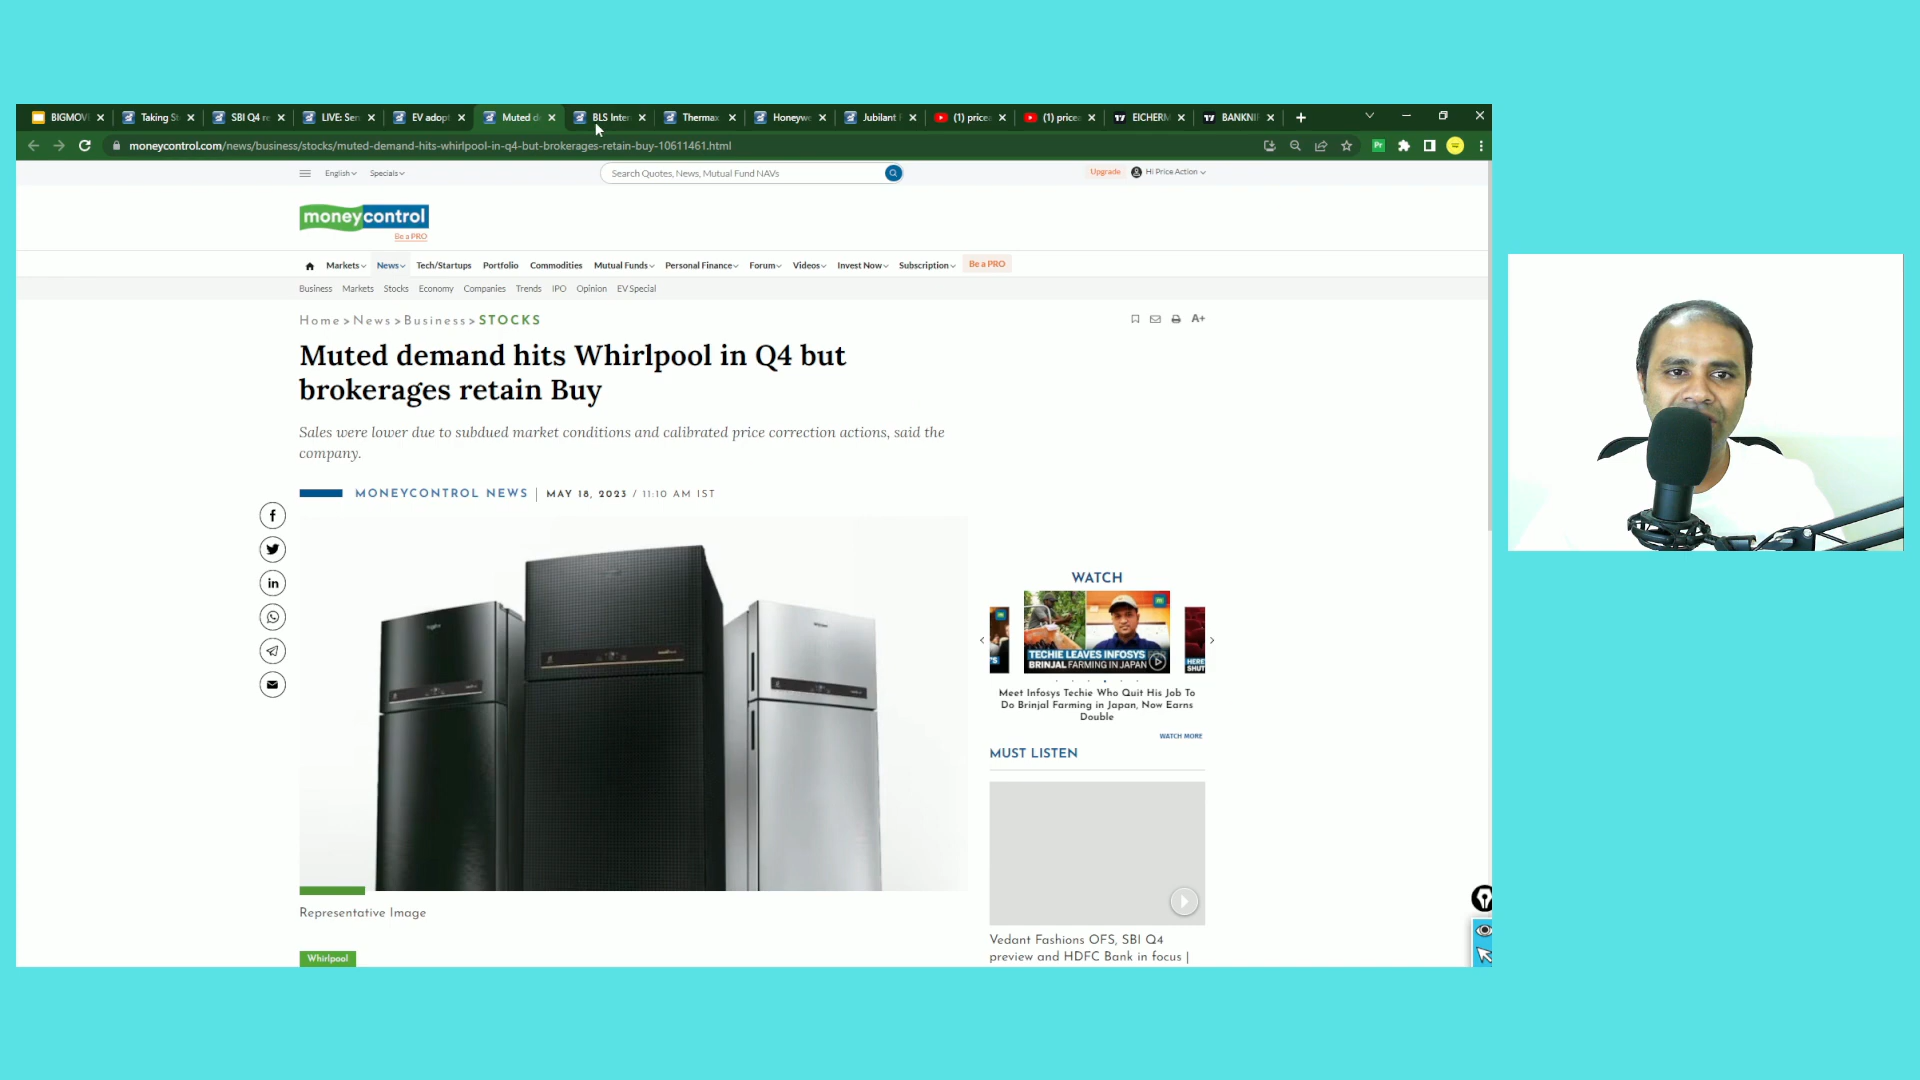 BIGMOVI
Taking S
SBI Q4 re
LIVE: Sen
EV adopt
Muted d
BLS Inter
Thermax
Honeyw
Jubilant
(1) price
(1) price
EICHERM
BANKNI
moneycontrol.com/news/business/stocks/muted-demand-hits-whirlpool-in-q4-but-brokerages-retain-buy-10611461.html
English
Specials
Search Quotes, News, Mutual Fund NAVs
Upgrade
Hi Price Action
moneycontrol
Be a PRO
Markets News Tech/Startups Portfolio Commodities Mutual Funds Personal Finance Forum Videos Invest Now Subscription Be a PRO
Business Markets Stocks Economy Companies Trends IPO Opinion EV Special
Home > News > Business > STOCKS
A+
Muted demand hits Whirlpool in Q4 but
brokerages retain Buy
Sales were lower due to subdued market conditions and calibrated price correction actions, said the
company.
MONEYCONTROL NEWS | MAY 18, 2023 / 11:10 AM IST
Representative Image
Whirlpool
WATCH
TECHIE LEAVES INFOSYS
BRINJAL FARMING IN JAPAN
HERE
SHUT
Meet Infosys Techie Who Quit His Job To
Do Brinjal Farming in Japan, Now Earns
Double
WATCH MORE
MUST LISTEN
Vedant Fashions OFS, SBI Q4
preview and HDFC Bank in focus |